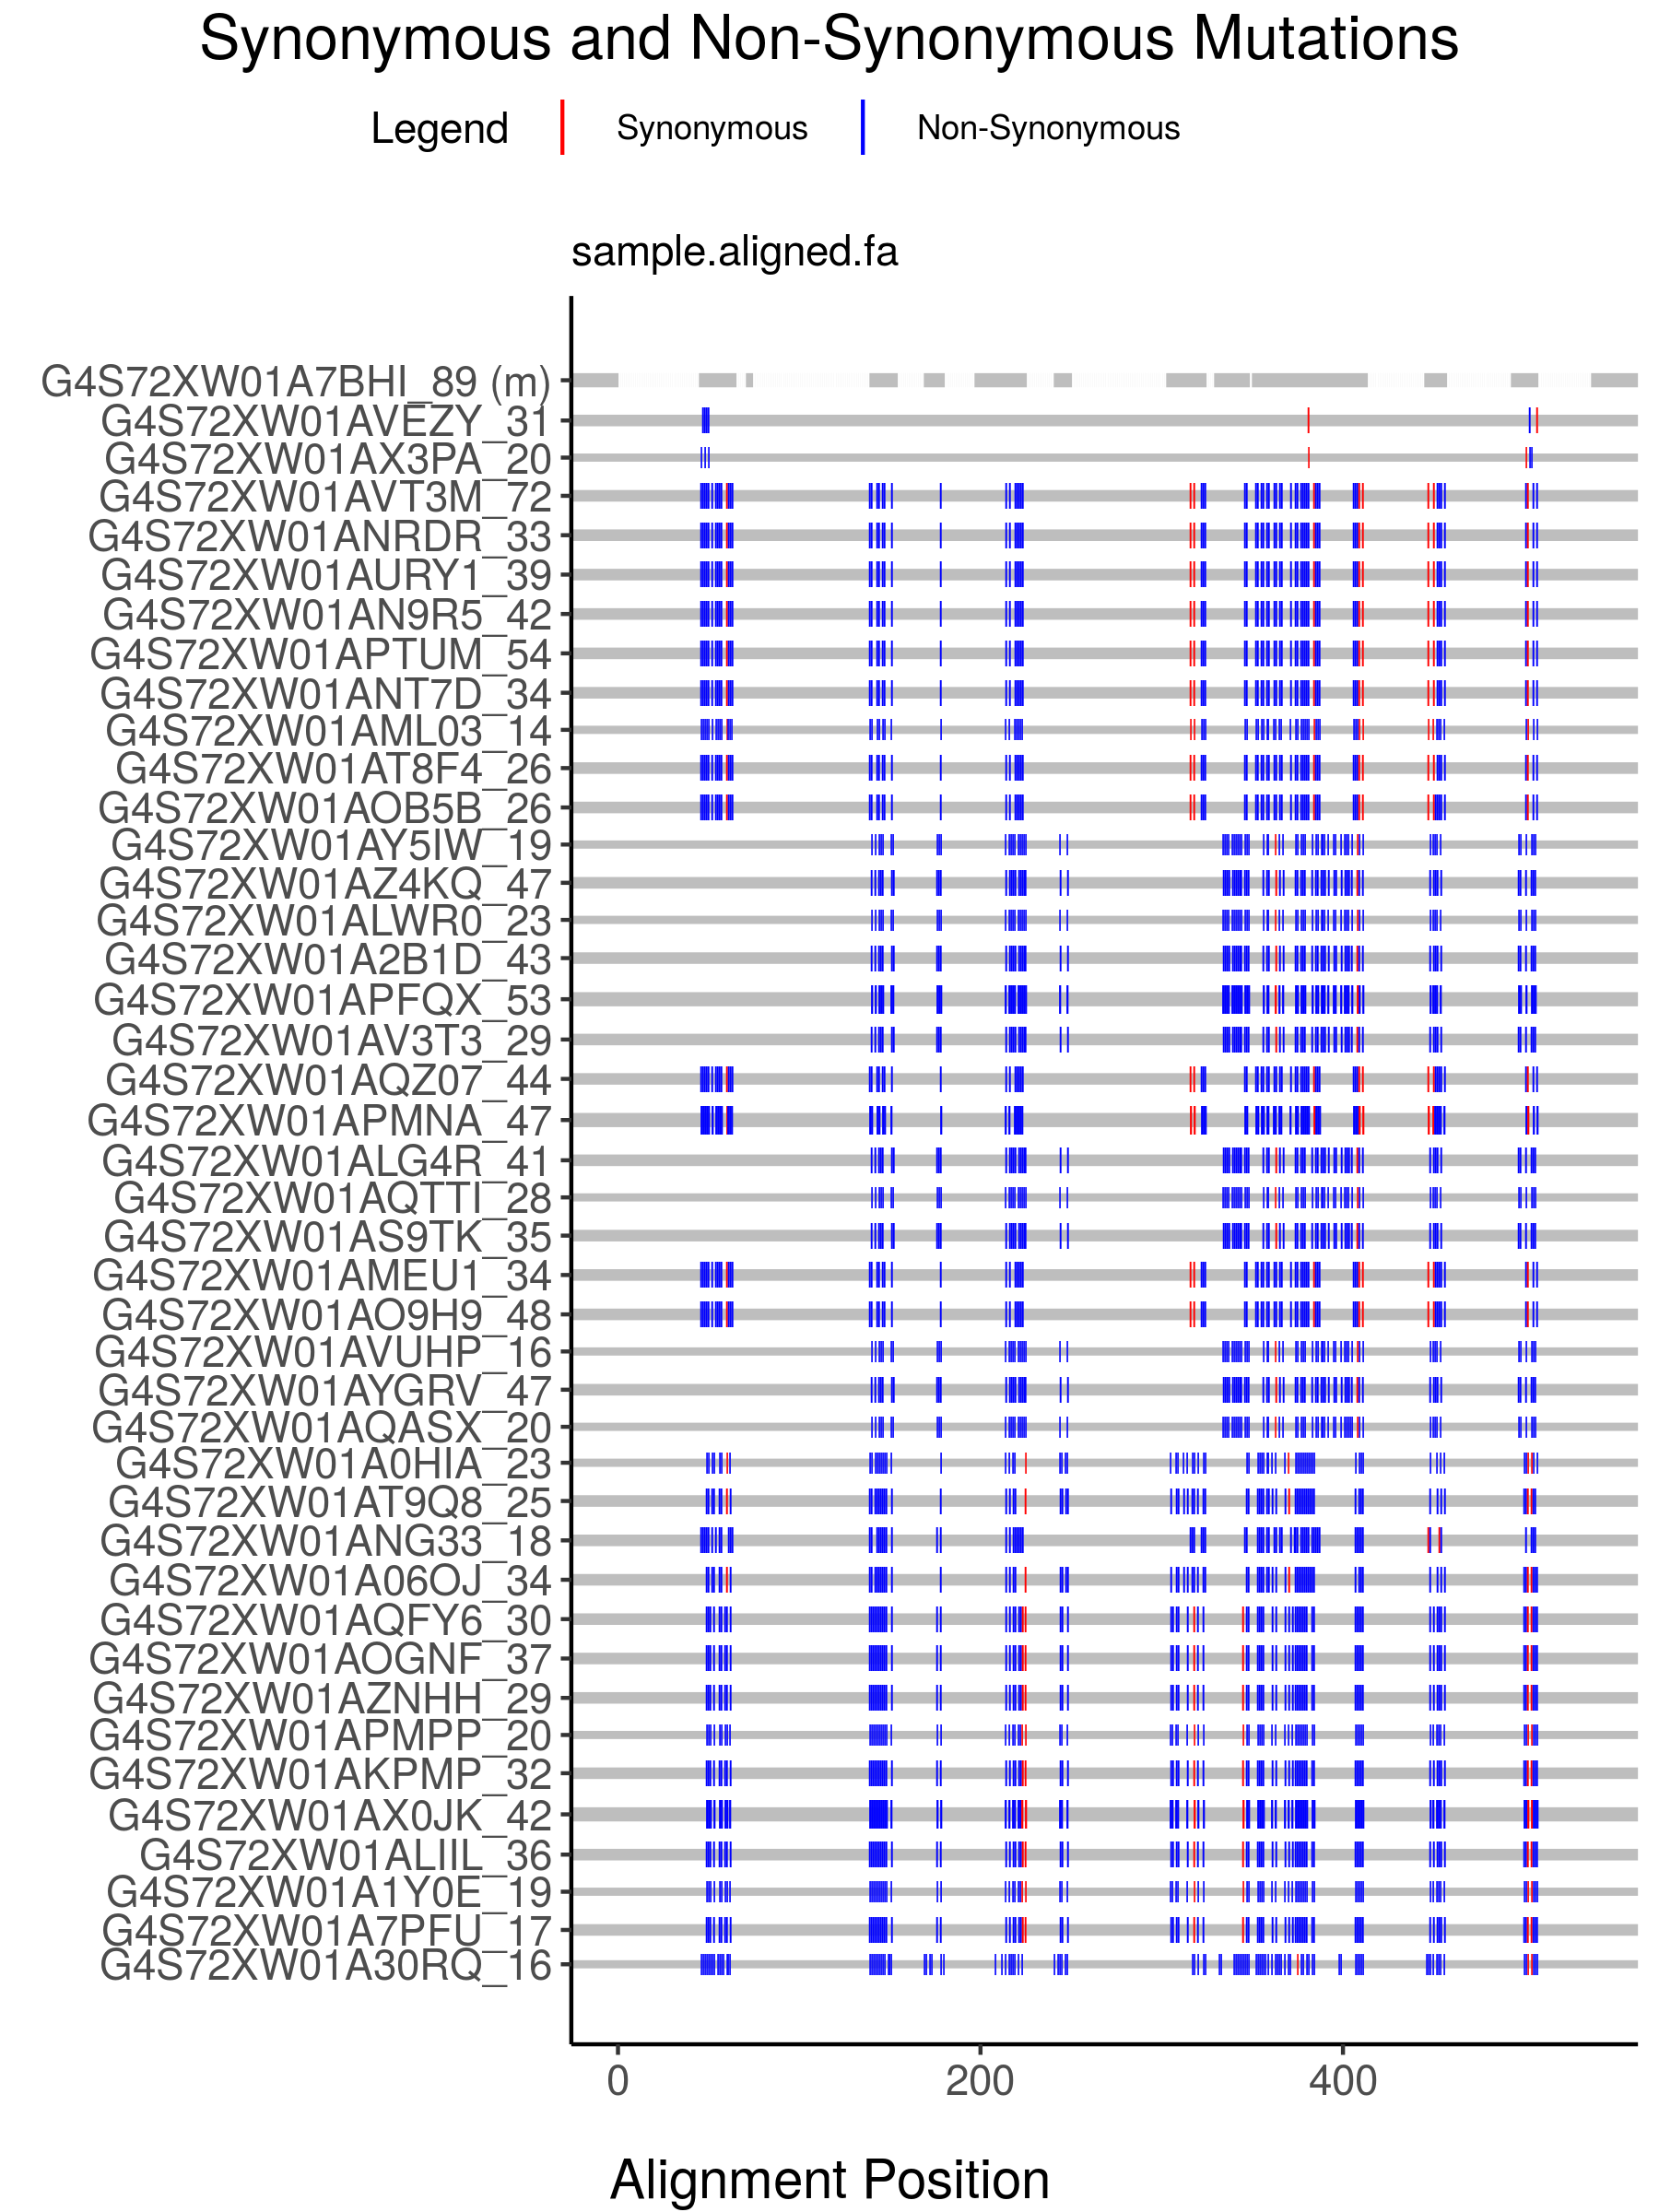 Synonymous and Non-Synonymous Mutations
Legend Synonymous Non-Synonymous
sample.aligned.fa
G4S72XW01A7BHI_89 (m)
G4S72XW01AVEZY_31
G4S72XW01AX3PA_20
G4S72XW01AVT3M_72
G4S72XW01ANRDR_33
G4S72XW01AURY1_39
G4S72XW01AN9R5_42
G4S72XW01APTUM_54
G4S72XW01ANT7D_34
G4S72XW01AML03_14
G4S72XW01AT8F4_26
G4S72XW01AOB5B_26
G4S72XW01AY5IW_19
G4S72XW01AZ4KQ_47
G4S72XW01ALWR0_23
G4S72XW01A2B1D_43
G4S72XW01APFQX_53
G4S72XW01AV3T3_29
G4S72XW01AQZ07_44
G4S72XW01APMNA_47
G4S72XW01ALG4R_41
G4S72XW01AQTTI_28
G4S72XW01AS9TK_35
G4S72XW01AMEU1_34
G4S72XW01AO9H9_48
G4S72XW01AVUHP_16
G4S72XW01AYGRV_47
G4S72XW01AQASX_20
G4S72XW01A0HIA_23
G4S72XW01AT9Q8_25
G4S72XW01ANG33_18
G4S72XW01A06OJ_34
G4S72XW01AQFY6_30
G4S72XW01AOGNF_37
G4S72XW01AZNHH_29
G4S72XW01APMPP_20
G4S72XW01AKPMP_32
G4S72XW01AX0JK_42
G4S72XW01ALIIL_36
G4S72XW01A1Y0E_19
G4S72XW01A7PFU_17
G4S72XW01A30RQ_16
0 200 400
Alignment Position